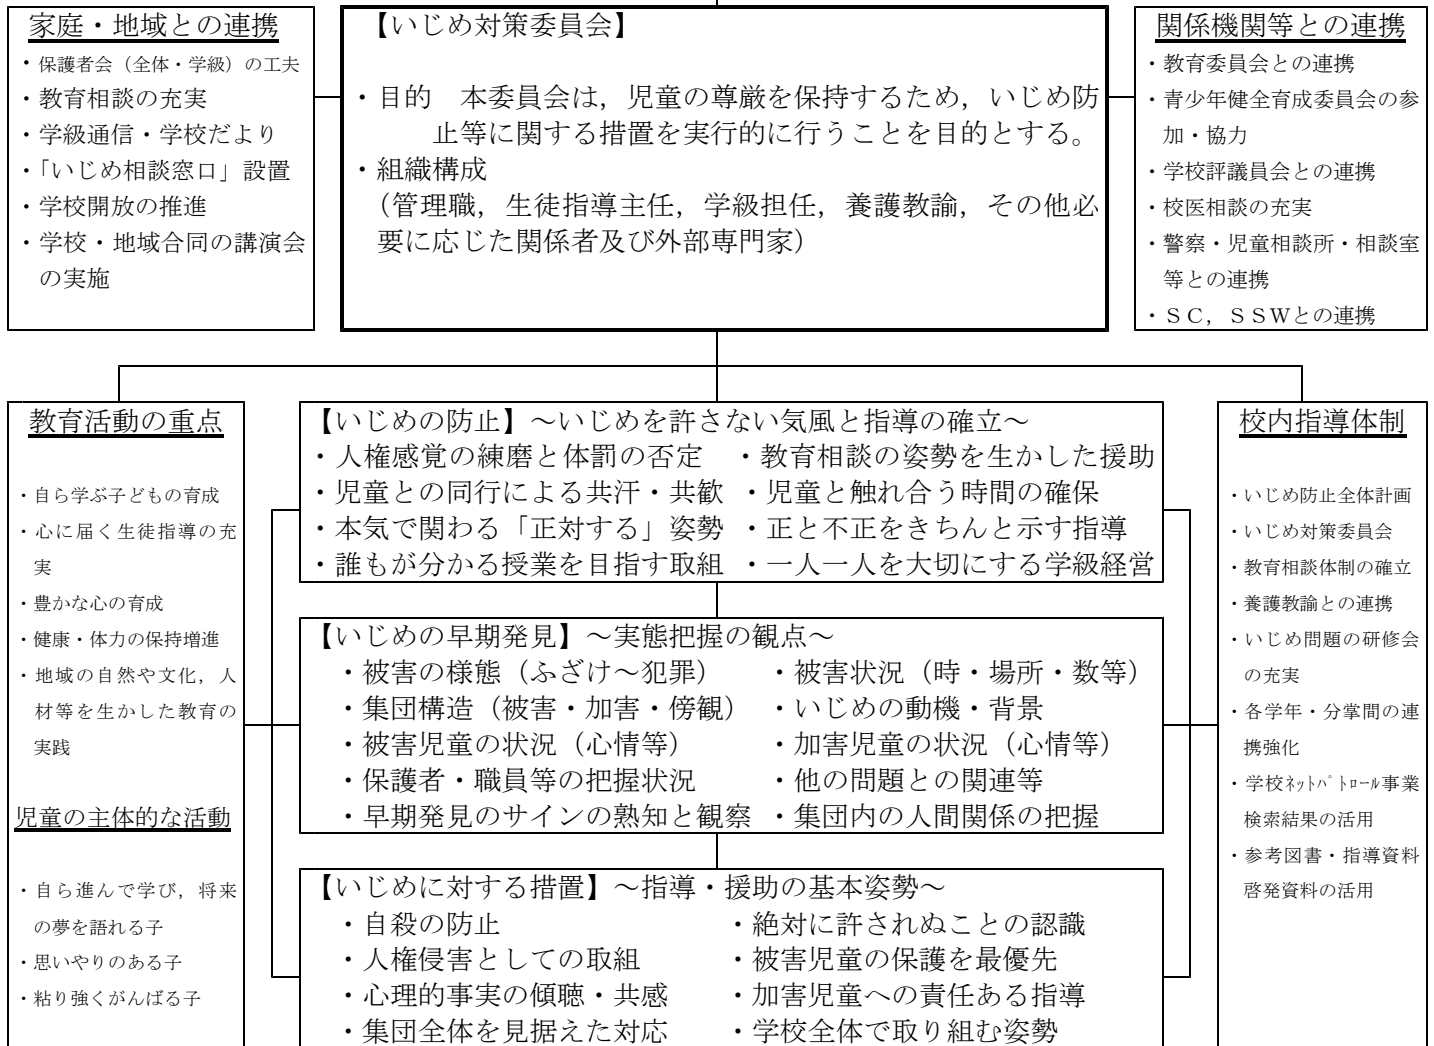 家庭・地域との連携
・保護者会（全体・学級）の工夫
・教育相談の充実
・学級通信・学校だより
・「いじめ相談窓口」設置
・学校開放の推進
・学校・地域合同の講演会
の実施
【いじめ対策委員会】
・目的　本委員会は，児童の尊厳を保持するため，いじめ防
止等に関する措置を実行的に行うことを目的とする。
・組織構成
（管理職，生徒指導主任，学級担任，養護教諭，その他必
要に応じた関係者及び外部専門家）
関係機関等との連携
・教育委員会との連携
・青少年健全育成委員会の参
加・協力
・学校評議員会との連携
・校医相談の充実
・警察・児童相談所・相談室
等との連携
・ＳＣ，ＳＳＷとの連携
教育活動の重点
・自ら学ぶ子どもの育成
・心に届く生徒指導の充
実
・豊かな心の育成
・健康・体力の保持増進
・地域の自然や文化，人
材等を生かした教育の
実践
児童の主体的な活動
・自ら進んで学び，将来
の夢を語れる子
・思いやりのある子
・粘り強くがんばる子
【いじめの防止】～いじめを許さない気風と指導の確立～
・人権感覚の練磨と体罰の否定　・教育相談の姿勢を生かした援助
・児童との同行による共汗・共歓　・児童と触れ合う時間の確保
・本気で関わる「正対する」姿勢　・正と不正をきちんと示す指導
・誰もが分かる授業を目指す取組　・一人一人を大切にする学級経営
【いじめの早期発見】～実態把握の観点～
・被害の様態（ふざけ～犯罪）　・被害状況（時・場所・数等）
・集団構造（被害・加害・傍観）　・いじめの動機・背景
・被害児童の状況（心情等）　・加害児童の状況（心情等）
・保護者・職員等の把握状況　・他の問題との関連等
・早期発見のサインの熟知と観察　・集団内の人間関係の把握
【いじめに対する措置】～指導・援助の基本姿勢～
・自殺の防止　・絶対に許されぬことの認識
・人権侵害としての取組　・被害児童の保護を最優先
・心理的事実の傾聴・共感　・加害児童への責任ある指導
・集団全体を見据えた対応　・学校全体で取り組む姿勢
校内指導体制
・いじめ防止全体計画
・いじめ対策委員会
・教育相談体制の確立
・養護教諭との連携
・いじめ問題の研修会
の充実
・各学年・分掌間の連
携強化
・学校ﾈｯﾄﾊﾟﾄﾛｰﾙ事業
検索結果の活用
・参考図書・指導資料
啓発資料の活用